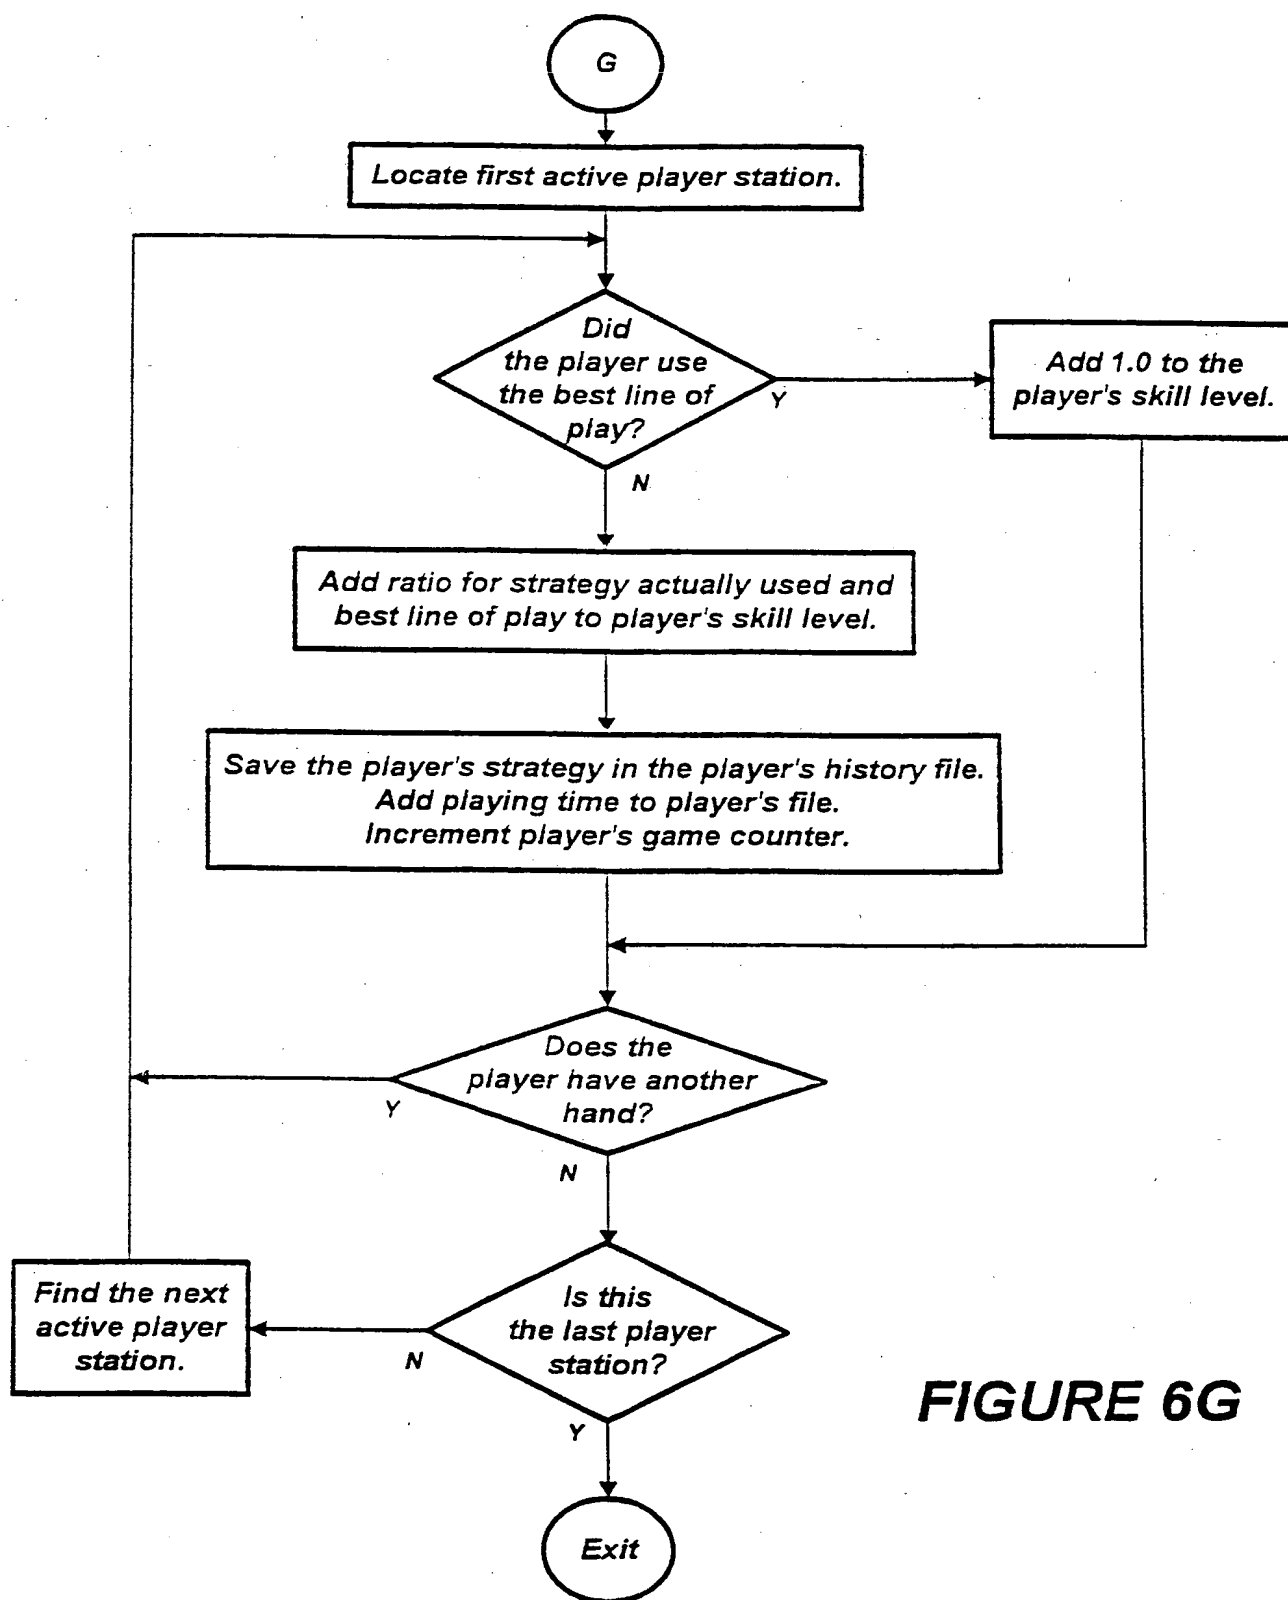 G
Locate first active player station.
Did
the player use
the best line of
play?
Y
Add 1.0 to the
player's skill level.
N
Add ratio for strategy actually used and
best line of play to player's skill level.
Save the player's strategy in the player's history file.
Add playing time to player's file.
Increment player's game counter.
Does the
player have another
hand?
Y
N
Find the next
active player
station.
Is this
the last player
station?
N
Y
FIGURE 6G
Exit